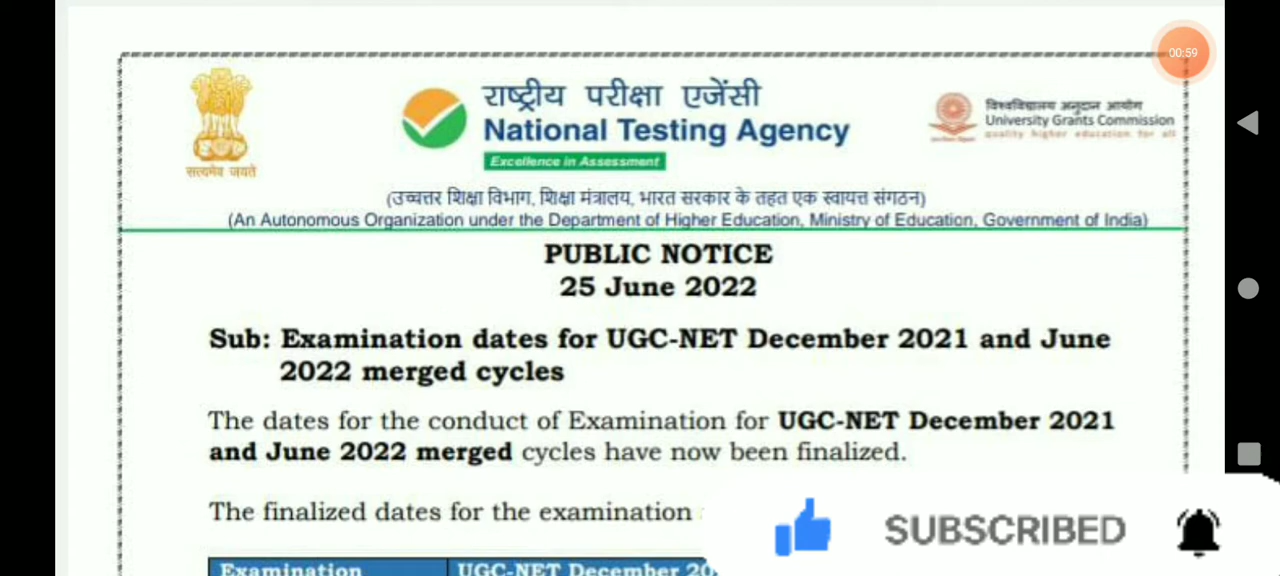 00:59
राष्ट्रीय परीक्षा एजेंसी
National Testing Agency
Excellence in Assessment
सत्यमेव जयते
विश्वविद्यालय अनुदान आयोग
University Grants Commission
quality higher education for all
(उच्चतर शिक्षा विभाग, शिक्षा मंत्रालय, भारत सरकार के तहत एक स्वायत्त संगठन)
(An Autonomous Organization under the Department of Higher Education, Ministry of Education, Government of India)
PUBLIC NOTICE
25 June 2022
Sub: Examination dates for UGC-NET December 2021 and June
2022 merged cycles
The dates for the conduct of Examination for UGC-NET December 2021
and June 2022 merged cycles have now been finalized.
The finalized dates for the examination
SUBSCRIBED
Examination UGC-NET December 20